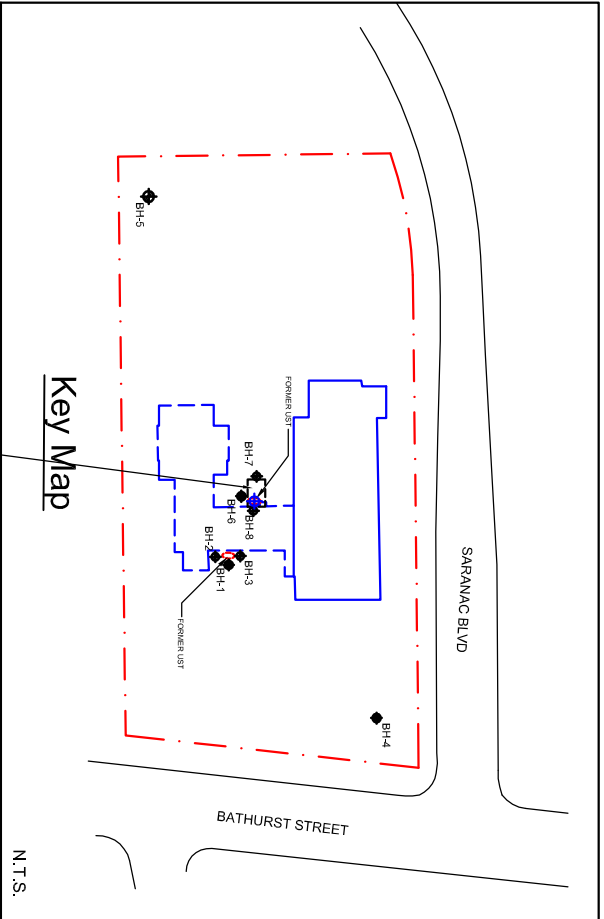 SARANAC BLVD
BATHURST STREET
BH-4
BH-5
FORMER UST
BH-7
BH-6
BH-8
BH-3
BH-2
BH-1
FORMER UST
Key Map
N.T.S.